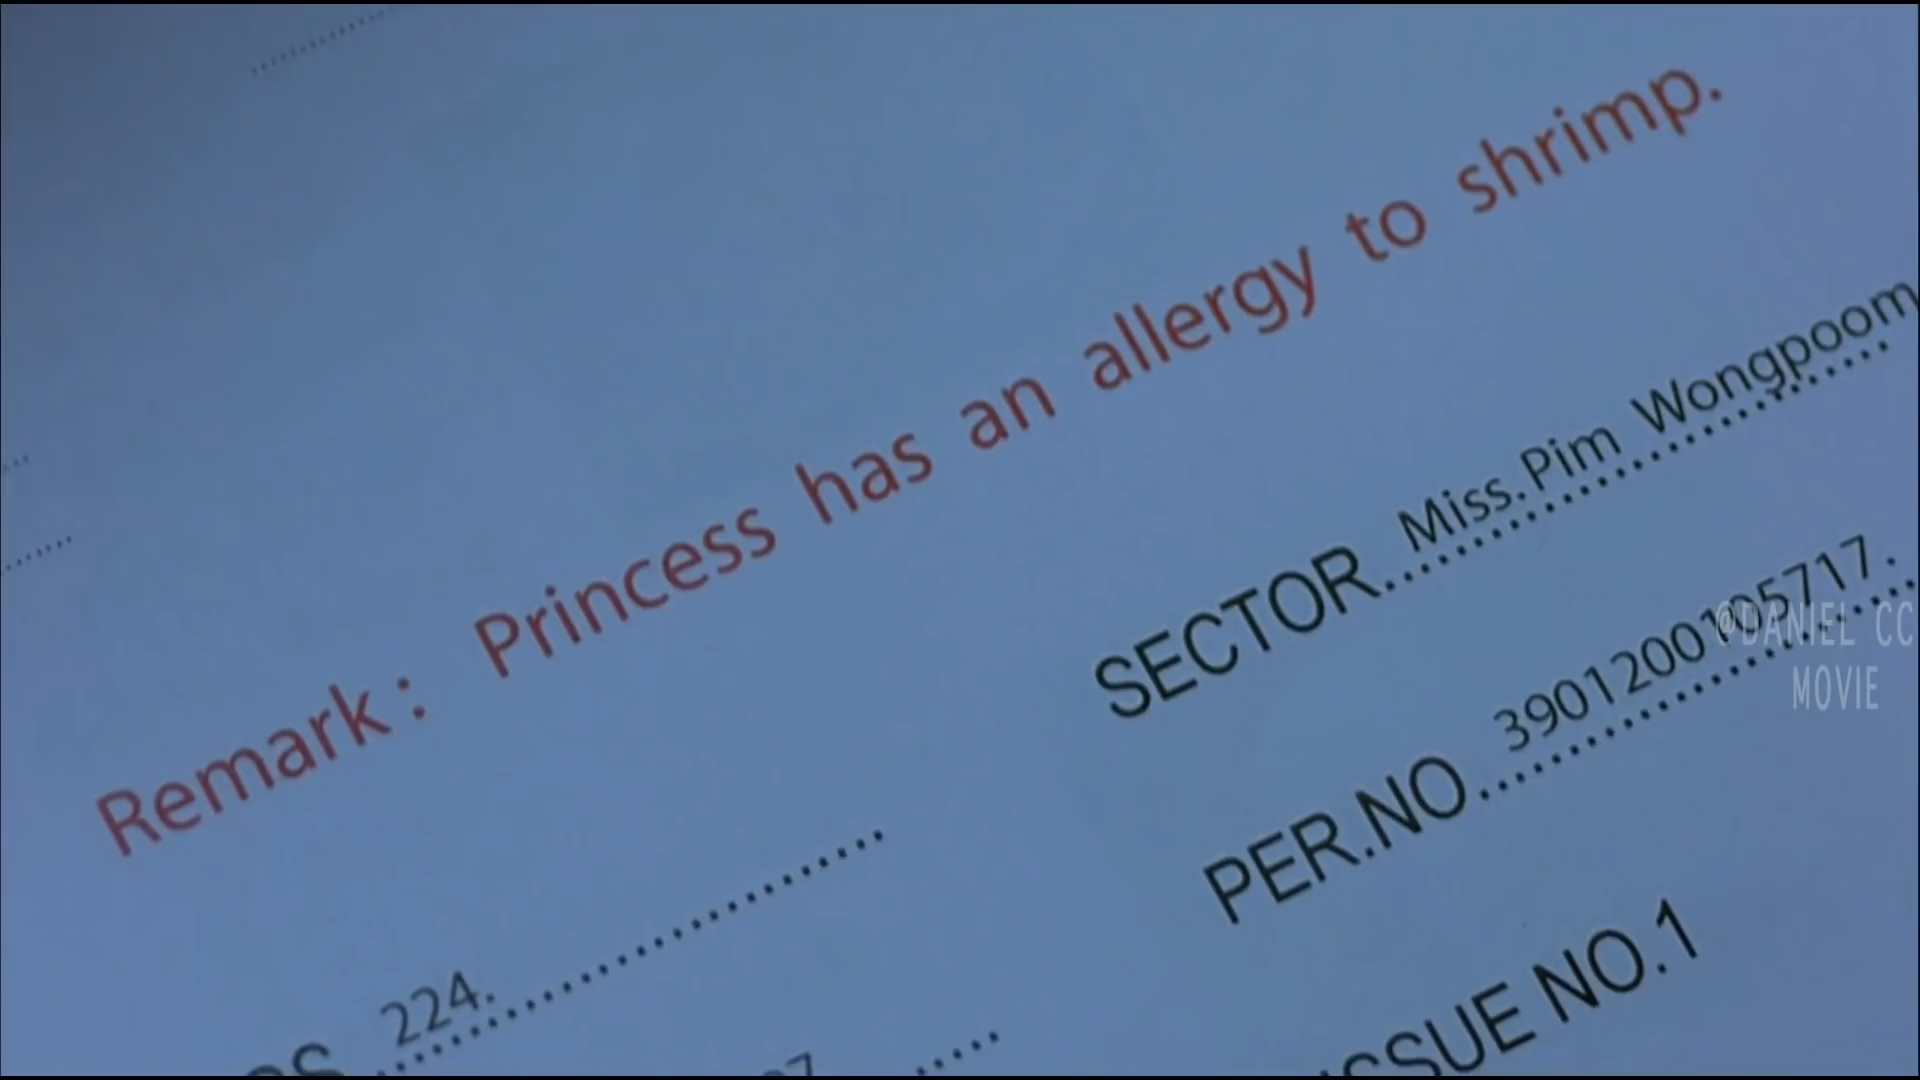 Remark : Princess has an allergy to shrimp.
SECTOR....Miss. Pim Wongpoom
PER.NO....3901200105717.
ISSUE NO.1
224.
@DANIEL CC
MOVIE